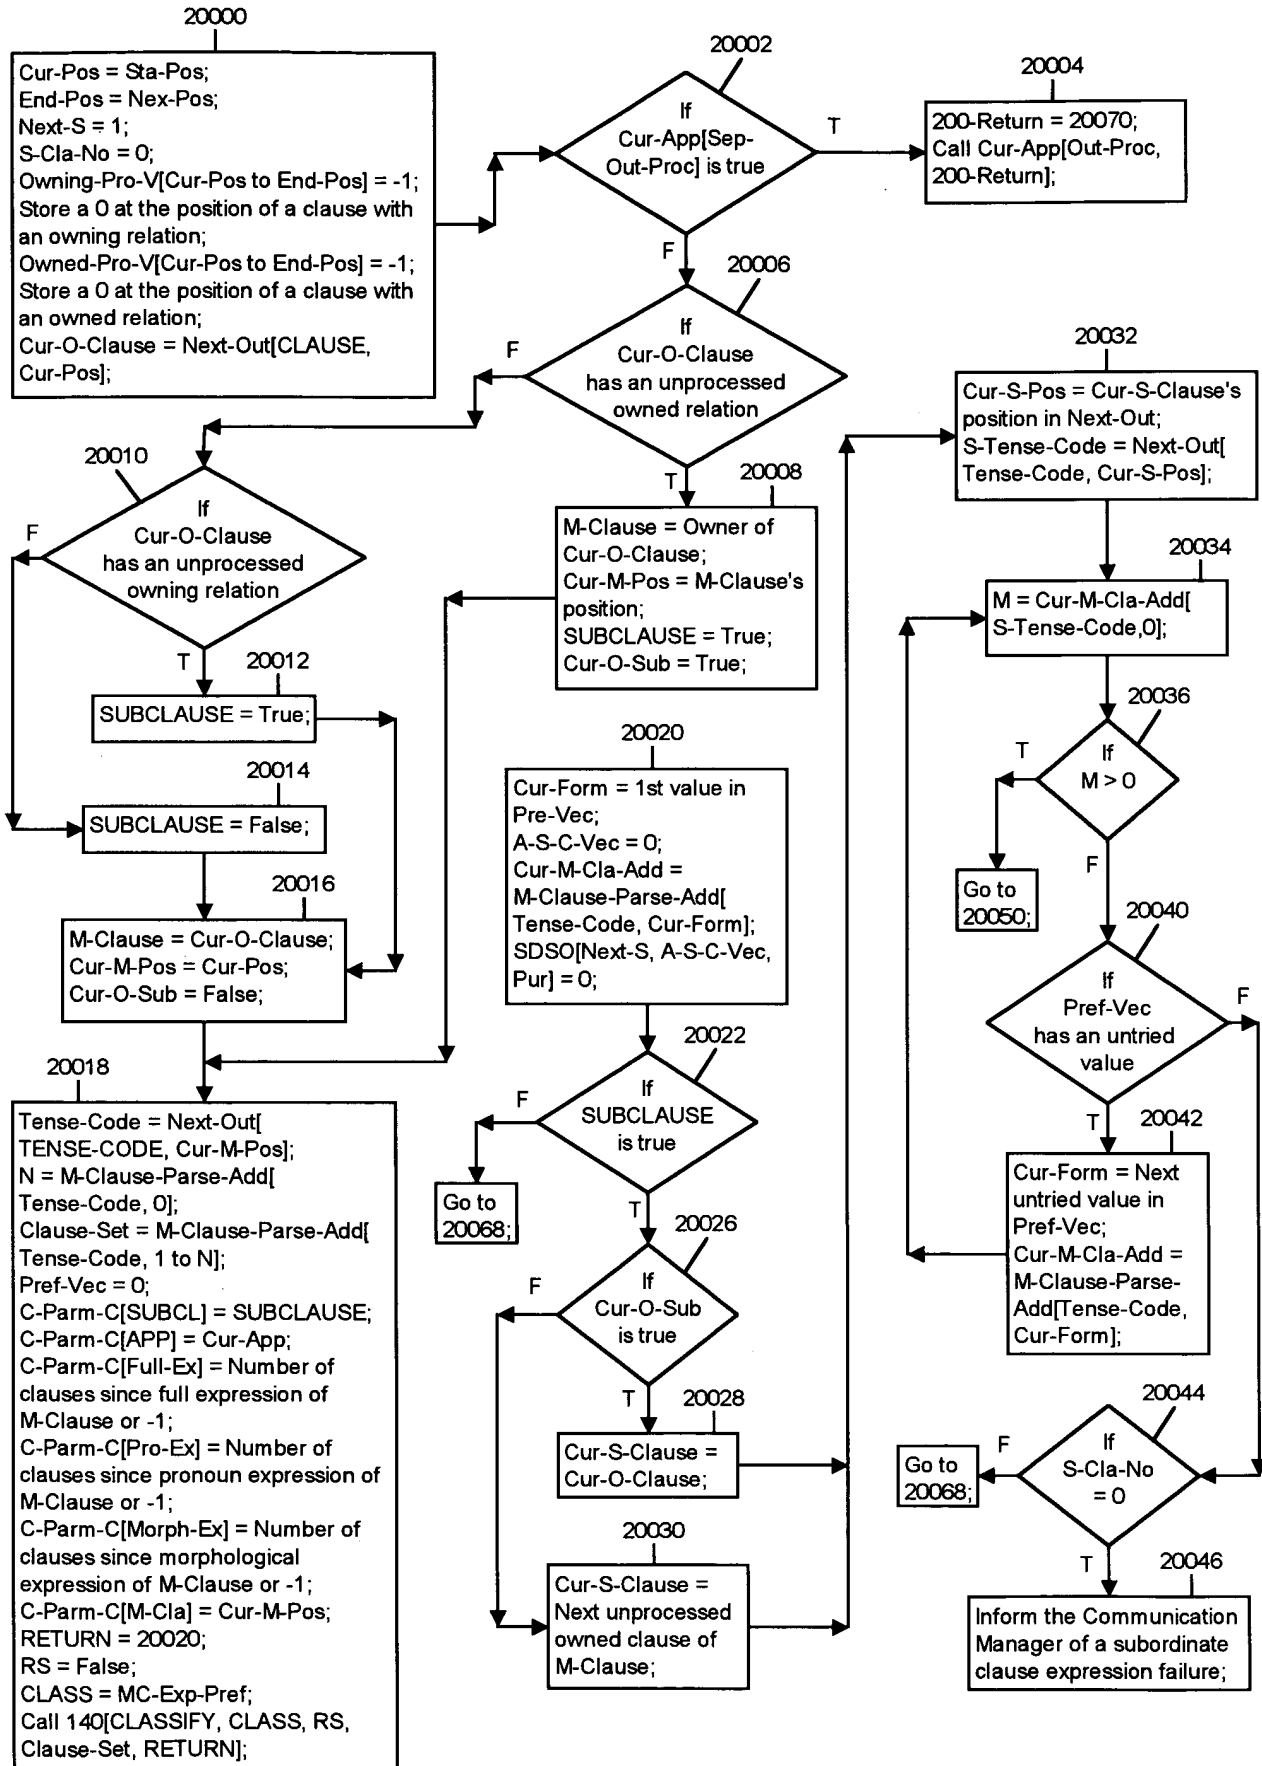 20000
Cur-Pos = Sta-Pos;
End-Pos = Nex-Pos;
Next-S = 1;
S-Cla-No = 0;
Owning-Pro-V[Cur-Pos to End-Pos] = -1;
Store a 0 at the position of a clause with
an owning relation;
Owned-Pro-V[Cur-Pos to End-Pos] = -1;
Store a 0 at the position of a clause with
an owned relation;
Cur-O-Clause = Next-Out[CLAUSE,
Cur-Pos];
20002
If
Cur-App[Sep-
Out-Proc] is true
T
F
20004
200-Return = 20070;
Call Cur-App[Out-Proc,
200-Return];
20006
If
Cur-O-Clause
has an unprocessed
owned relation
F
T
20008
M-Clause = Owner of
Cur-O-Clause;
Cur-M-Pos = M-Clause's
position;
SUBCLAUSE = True;
Cur-O-Sub = True;
20010
If
Cur-O-Clause
has an unprocessed
owning relation
F
T
20012
SUBCLAUSE = True;
20014
SUBCLAUSE = False;
20016
M-Clause = Cur-O-Clause;
Cur-M-Pos = Cur-Pos;
Cur-O-Sub = False;
20018
Tense-Code = Next-Out[
TENSE-CODE, Cur-M-Pos];
N = M-Clause-Parse-Add[
Tense-Code, 0];
Clause-Set = M-Clause-Parse-Add[
Tense-Code, 1 to N];
Pref-Vec = 0;
C-Parm-C[SUBCL] = SUBCLAUSE;
C-Parm-C[APP] = Cur-App;
C-Parm-C[Full-Ex] = Number of
clauses since full expression of
M-Clause or -1;
C-Parm-C[Pro-Ex] = Number of
clauses since pronoun expression of
M-Clause or -1;
C-Parm-C[Morph-Ex] = Number of
clauses since morphological
expression of M-Clause or -1;
C-Parm-C[M-Cla] = Cur-M-Pos;
RETURN = 20020;
RS = False;
CLASS = MC-Exp-Pref;
Call 140[CLASSIFY, CLASS, RS,
Clause-Set, RETURN];
20020
Cur-Form = 1st value in
Pre-Vec;
A-S-C-Vec = 0;
Cur-M-Cla-Add =
M-Clause-Parse-Add[
Tense-Code, Cur-Form];
SDSO[Next-S, A-S-C-Vec,
Pur] = 0;
20022
If
SUBCLAUSE
is true
F
T
Go to
20068;
20026
If
Cur-O-Sub
is true
F
T
20028
Cur-S-Clause =
Cur-O-Clause;
20030
Cur-S-Clause =
Next unprocessed
owned clause of
M-Clause;
20032
Cur-S-Pos = Cur-S-Clause's
position in Next-Out;
S-Tense-Code = Next-Out[
Tense-Code, Cur-S-Pos];
20034
M = Cur-M-Cla-Add[
S-Tense-Code,0];
20036
If
M > 0
T
F
Go to
20050;
20040
If
Pref-Vec
has an untried
value
F
T
20042
Cur-Form = Next
untried value in
Pref-Vec;
Cur-M-Cla-Add =
M-Clause-Parse-
Add[Tense-Code,
Cur-Form];
20044
If
S-Cla-No
= 0
F
T
Go to
20068;
20046
Inform the Communication
Manager of a subordinate
clause expression failure;